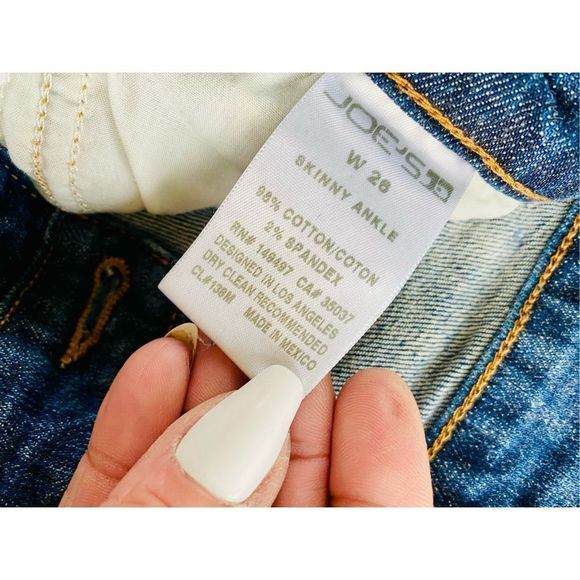 JOE'S
W 26
SKINNY ANKLE
98% COTTON/COTON
2% SPANDEX
RN# 149497 CA# 35037
DESIGNED IN LOS ANGELES
DRY CLEAN RECOMMENDED
CL#136M
MADE IN MEXICO